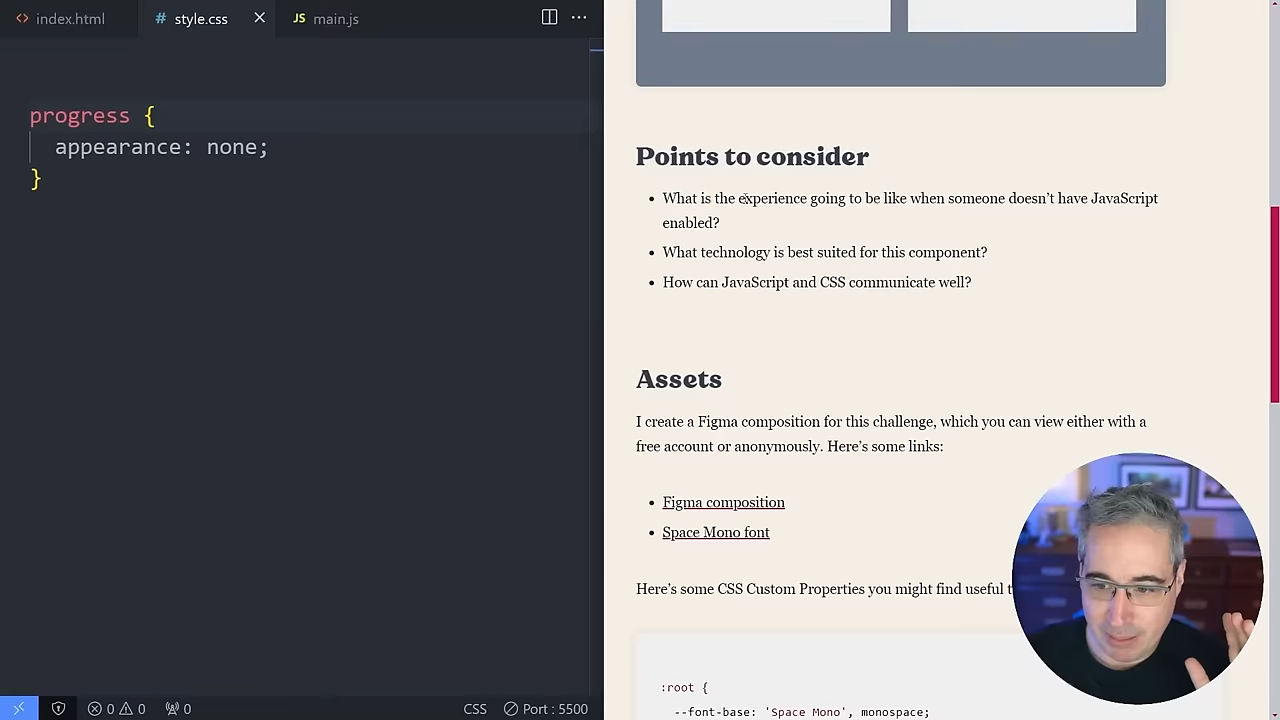 index.html
# style.css
JS main.js
progress {
appearance: none;
}
Points to consider
• What is the experience going to be like when someone doesn’t have JavaScript
enabled?
• What technology is best suited for this component?
• How can JavaScript and CSS communicate well?
Assets
I create a Figma composition for this challenge, which you can view either with a
free account or anonymously. Here’s some links:
• Figma composition
• Space Mono font
Here’s some CSS Custom Properties you might find useful
:root {
--font-base: 'Space Mono', monospace;
0 0 0 CSS Port : 5500